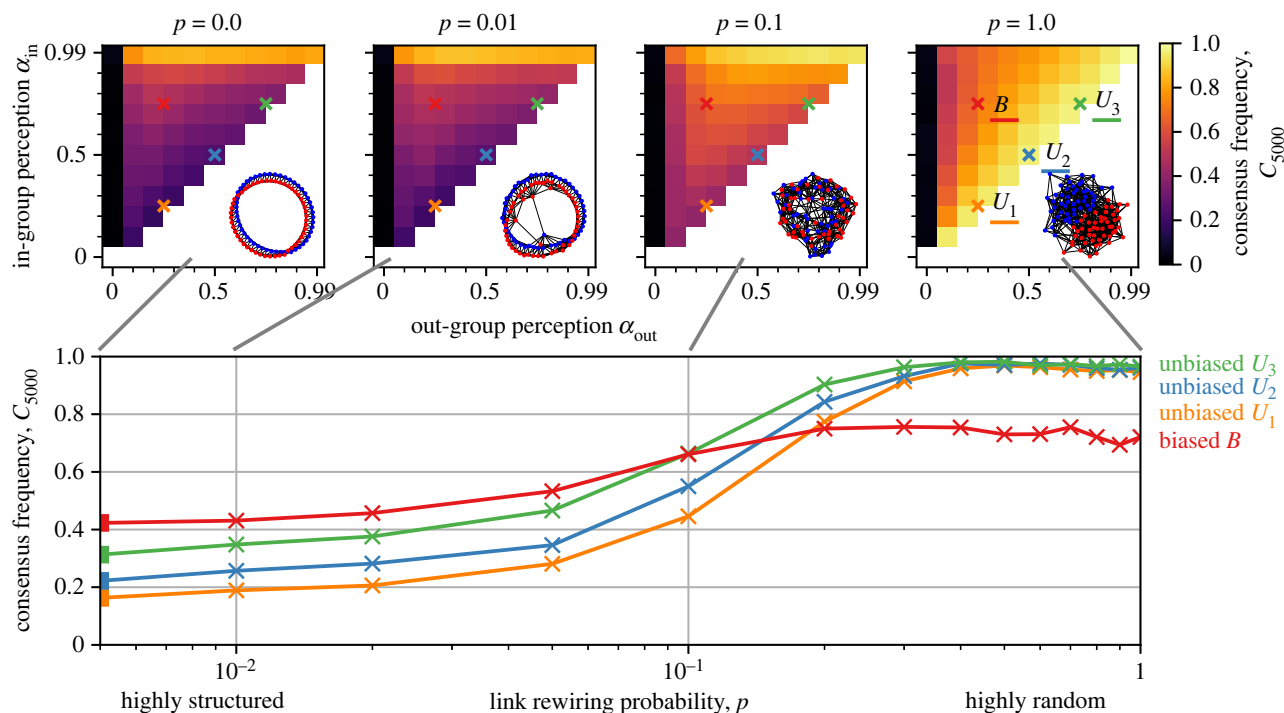 p = 0.0
p = 0.01
p = 0.1
p = 1.0
in-group perception α_in
0.99
0.5
0
B
U_3
U_2
U_1
1.0
0.8
0.6
0.4
0.2
0
consensus frequency,
C_5000
0 0.5 0.99
0 0.5 0.99
0 0.5 0.99
0 0.5 0.99
out-group perception α_out
consensus frequency, C_5000
1.0
0.8
0.6
0.4
0.2
0
unbiased U_3
unbiased U_2
unbiased U_1
biased B
10^−2
10^−1
1
highly structured
link rewiring probability, p
highly random